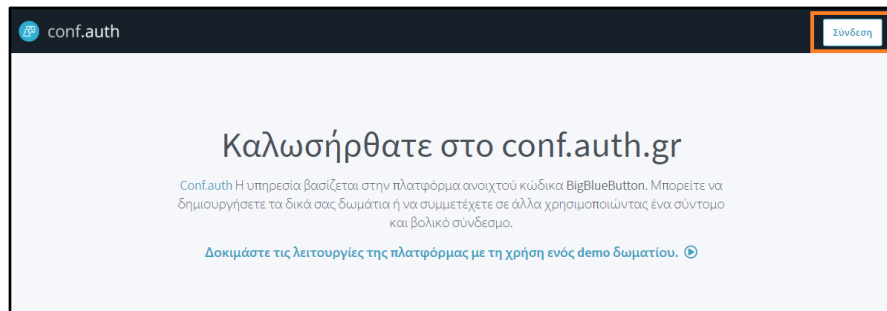 conf.auth
Σύνδεση
Καλωσήρθατε στο conf.auth.gr
Conf.auth Η υπηρεσία βασίζεται στην πλατφόρμα ανοιχτού κώδικα BigBlueButton. Μπορείτε να
δημιουργήσετε τα δικά σας δωμάτια ή να συμμετέχετε σε άλλα χρησιμοποιώντας ένα σύντομο
και βολικό σύνδεσμο.
Δοκιμάστε τις λειτουργίες της πλατφόρμας με τη χρήση ενός demo δωματίου.